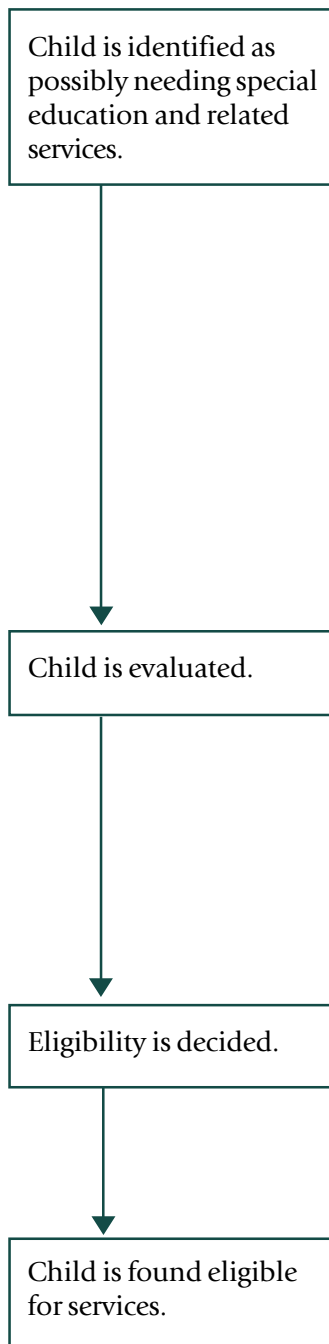 Child is identified as
possibly needing special
education and related
services.
Child is evaluated.
Eligibility is decided.
Child is found eligible
for services.